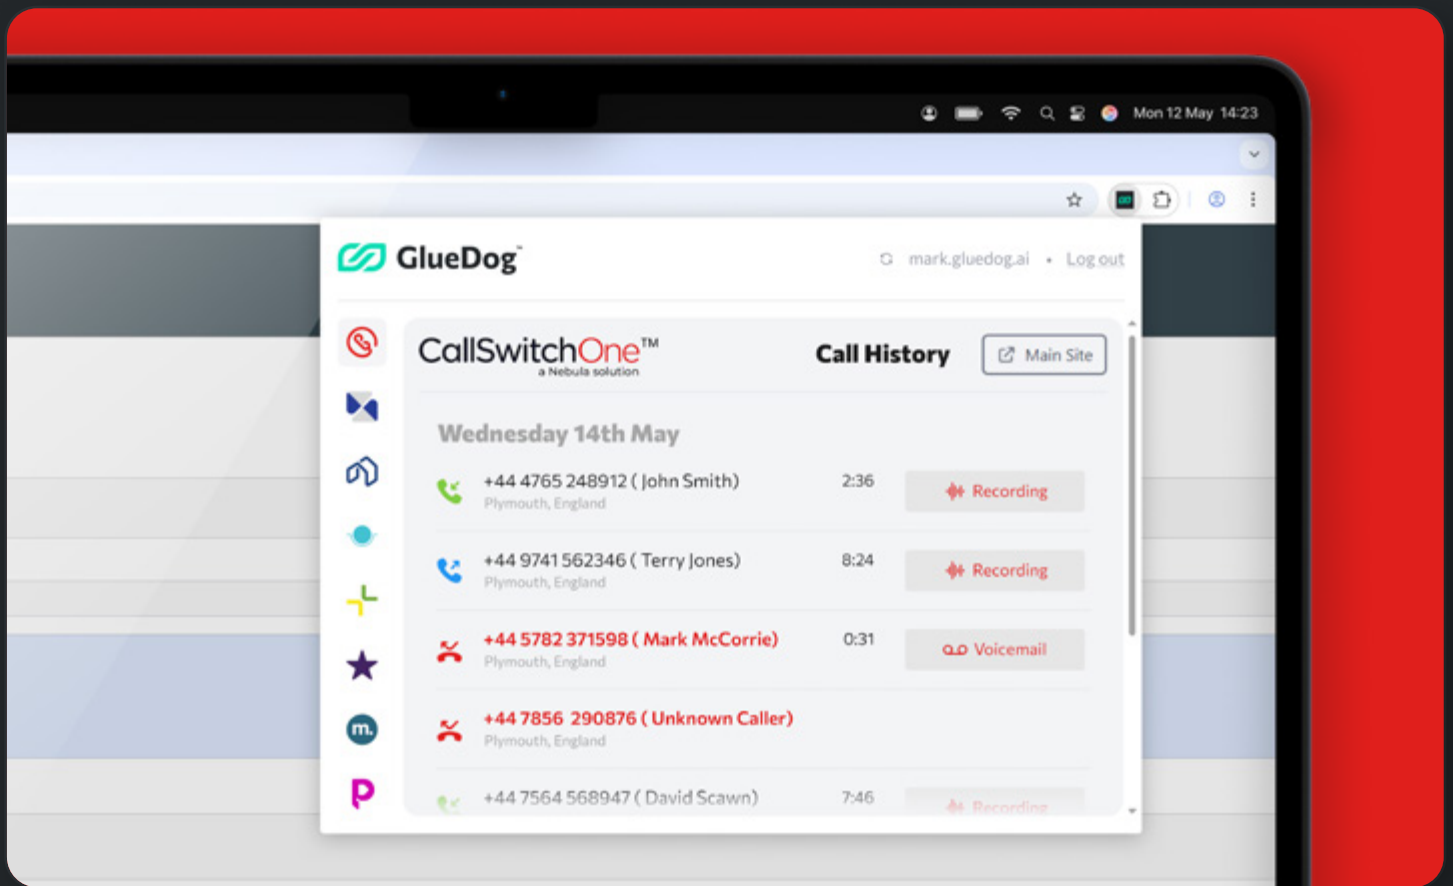 Mon 12 May 14:23
GlueDog™
mark.gluedog.ai • Log out
CallSwitchOne™
a Nebula solution
Call History
Main Site
Wednesday 14th May
+44 4765 248912 ( John Smith) 2:36 Recording
Plymouth, England
+44 9741 562346 ( Terry Jones) 8:24 Recording
Plymouth, England
+44 5782 371598 ( Mark McCorrie) 0:31 Voicemail
Plymouth, England
+44 7856 290876 ( Unknown Caller)
Plymouth, England
m.
+44 7564 568947 ( David Scawn) 7:46 Recording